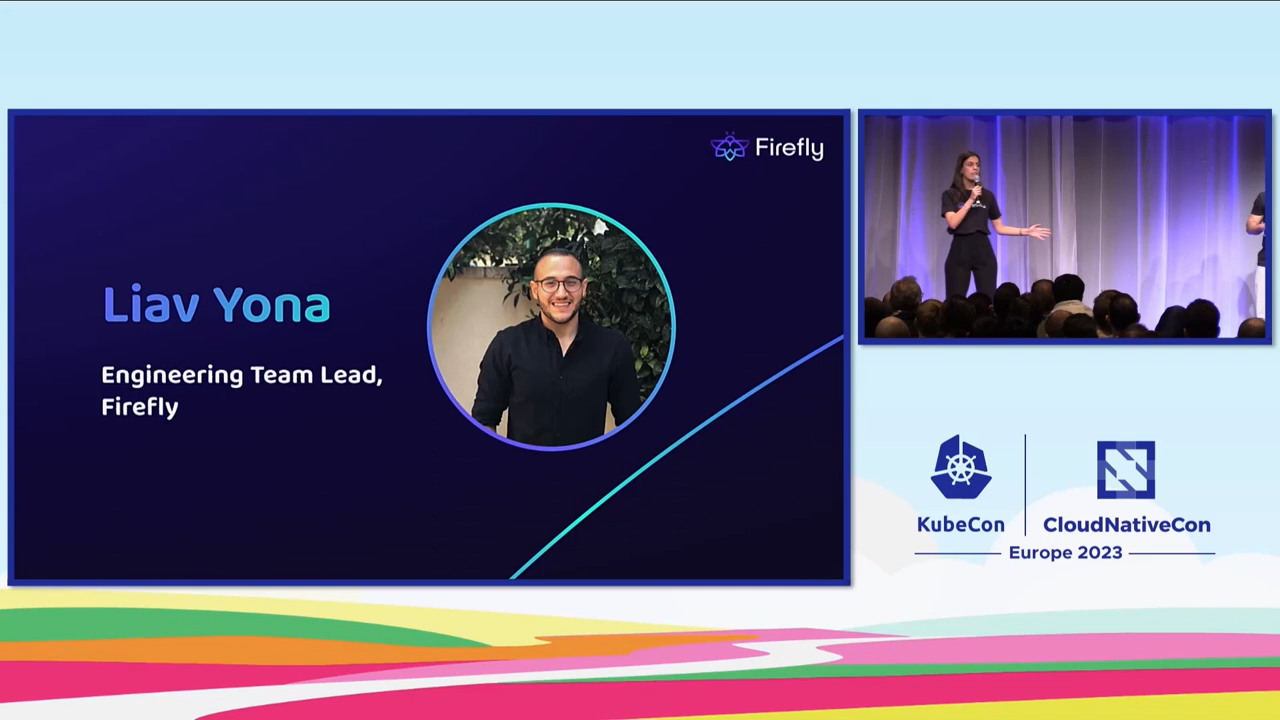 Firefly
Liav Yona
Engineering Team Lead,
Firefly
KubeCon
CloudNativeCon
Europe 2023